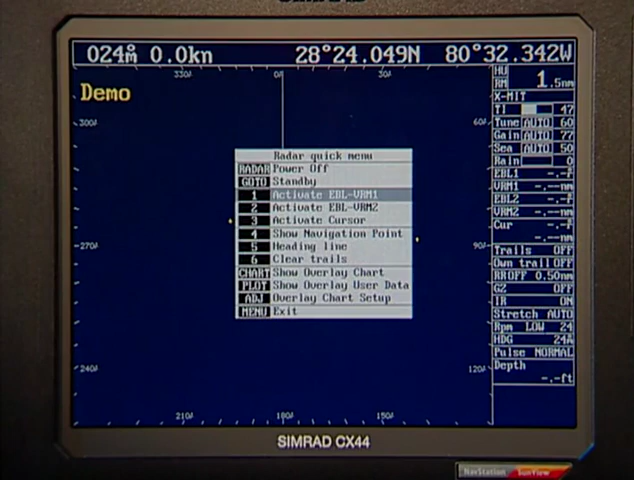 024°M 0.0kn 28°24.049N 80°32.342W
Demo
330M 0M 30M
300M 60M
270M 90M
240M 120M
210M 180M 150M
Radar quick menu
RADAR Power Off
GOTO Standby
1 Activate EBL-VRM1
2 Activate EBL-VRM2
3 Activate Cursor
4 Show Navigation Point
5 Heading line
6 Clear trails
CHART Show Overlay Chart
PLOT Show Overlay User Data
ADJ Overlay Chart Setup
MENU Exit
HU
RM 1.5nm
X-MIT
TI 47
Tune AUTO 60
Gain AUTO 77
Sea AUTO 50
Rain 0
EBL1 -.-M
VRM1 -.--nm
EBL2 -.-M
VRM2 -.--nm
Cur -.-M
-.--nm
Trails OFF
Own trail OFF
RROFF 0.50nm
GZ OFF
IR ON
Stretch AUTO
Rpm LOW 24
HDG 24M
Pulse NORMAL
Depth
-.-ft
SIMRAD CX44
NavStation SunView